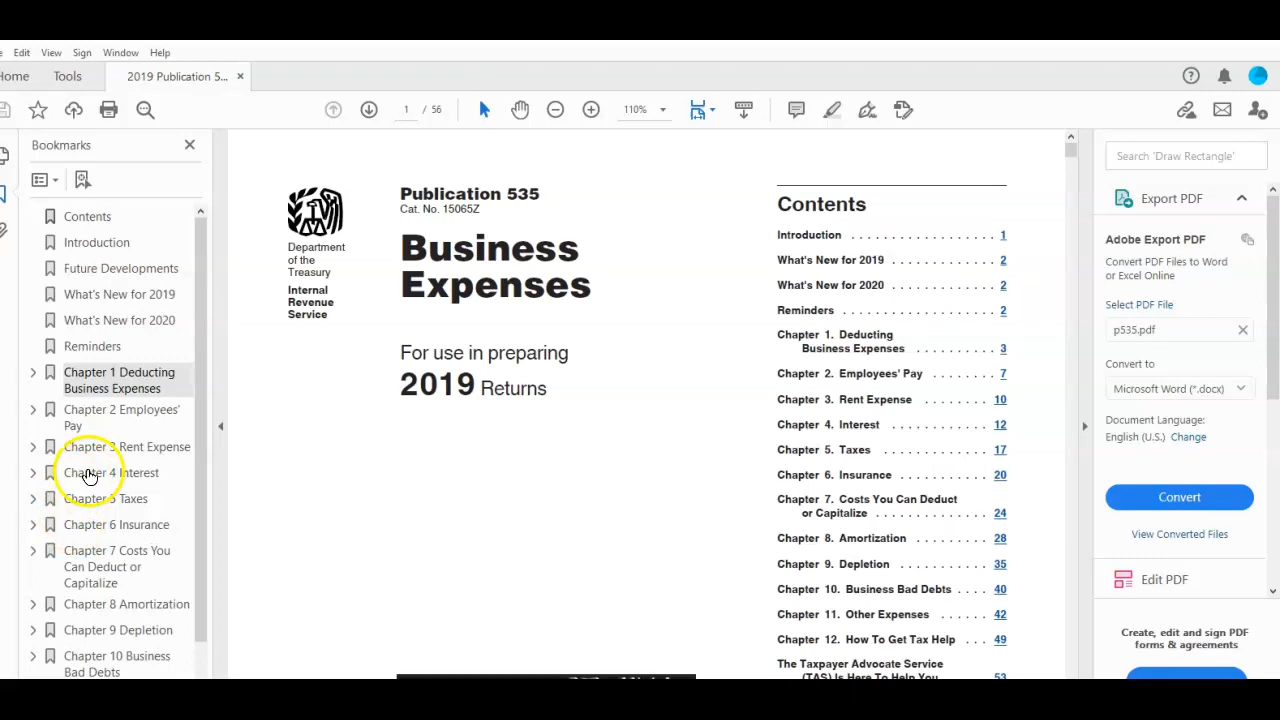 Edit View Sign Window Help
Home Tools 2019 Publication 5... ×
1 / 56 110%
Bookmarks
Contents
Introduction
Future Developments
What's New for 2019
What's New for 2020
Reminders
Chapter 1 Deducting
Business Expenses
Chapter 2 Employees'
Pay
Chapter 3 Rent Expense
Chapter 4 Interest
Chapter 5 Taxes
Chapter 6 Insurance
Chapter 7 Costs You
Can Deduct or
Capitalize
Chapter 8 Amortization
Chapter 9 Depletion
Chapter 10 Business
Bad Debts
Department
of the
Treasury
Internal
Revenue
Service
Publication 535
Cat. No. 15065Z
Business
Expenses
For use in preparing
2019 Returns
Contents
Introduction . . . . . . . . . . . . . . . . . . 1
What's New for 2019 . . . . . . . . . . . . . 2
What's New for 2020 . . . . . . . . . . . . . 2
Reminders . . . . . . . . . . . . . . . . . . . 2
Chapter 1. Deducting
Business Expenses . . . . . . . . . . . 3
Chapter 2. Employees' Pay . . . . . . . . . 7
Chapter 3. Rent Expense . . . . . . . . 10
Chapter 4. Interest . . . . . . . . . . . . 12
Chapter 5. Taxes . . . . . . . . . . . . . 17
Chapter 6. Insurance . . . . . . . . . . . 20
Chapter 7. Costs You Can Deduct
or Capitalize . . . . . . . . . . . . . . 24
Chapter 8. Amortization . . . . . . . . . 28
Chapter 9. Depletion . . . . . . . . . . . 35
Chapter 10. Business Bad Debts . . . . 40
Chapter 11. Other Expenses . . . . . . . 42
Chapter 12. How To Get Tax Help . . . 49
The Taxpayer Advocate Service
(TAS) Is Here To Help You 53
Search 'Draw Rectangle'
Export PDF
Adobe Export PDF
Convert PDF Files to Word
or Excel Online
Select PDF File
p535.pdf
Convert to
Microsoft Word (*.docx)
Document Language:
English (U.S.) Change
Convert
View Converted Files
Edit PDF
Create, edit and sign PDF
forms & agreements